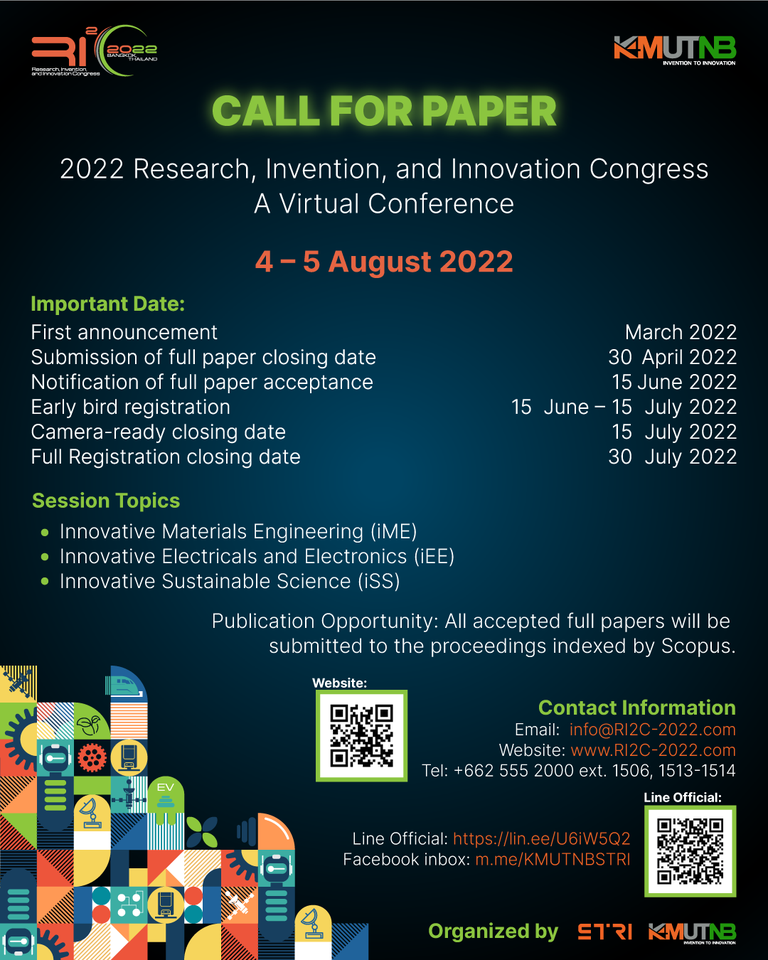 RI2C 2022
BANGKOK, THAILAND
Research, Invention, and Innovation Congress
KMUTNB
INVENTION TO INNOVATION
CALL FOR PAPER
2022 Research, Invention, and Innovation Congress
A Virtual Conference
4 – 5 August 2022
Important Date:
First announcement March 2022
Submission of full paper closing date 30 April 2022
Notification of full paper acceptance 15 June 2022
Early bird registration 15 June – 15 July 2022
Camera-ready closing date 15 July 2022
Full Registration closing date 30 July 2022
Session Topics
• Innovative Materials Engineering (iME)
• Innovative Electricals and Electronics (iEE)
• Innovative Sustainable Science (iSS)
Publication Opportunity: All accepted full papers will be
submitted to the proceedings indexed by Scopus.
Website:
Contact Information
Email: info@RI2C-2022.com
Website: www.RI2C-2022.com
Tel: +662 555 2000 ext. 1506, 1513-1514
Line Official:
Line Official: https://lin.ee/U6iW5Q2
Facebook inbox: m.me/KMUTNBSTRI
EV
Organized by STRI KMUTNB
INVENTION TO INNOVATION